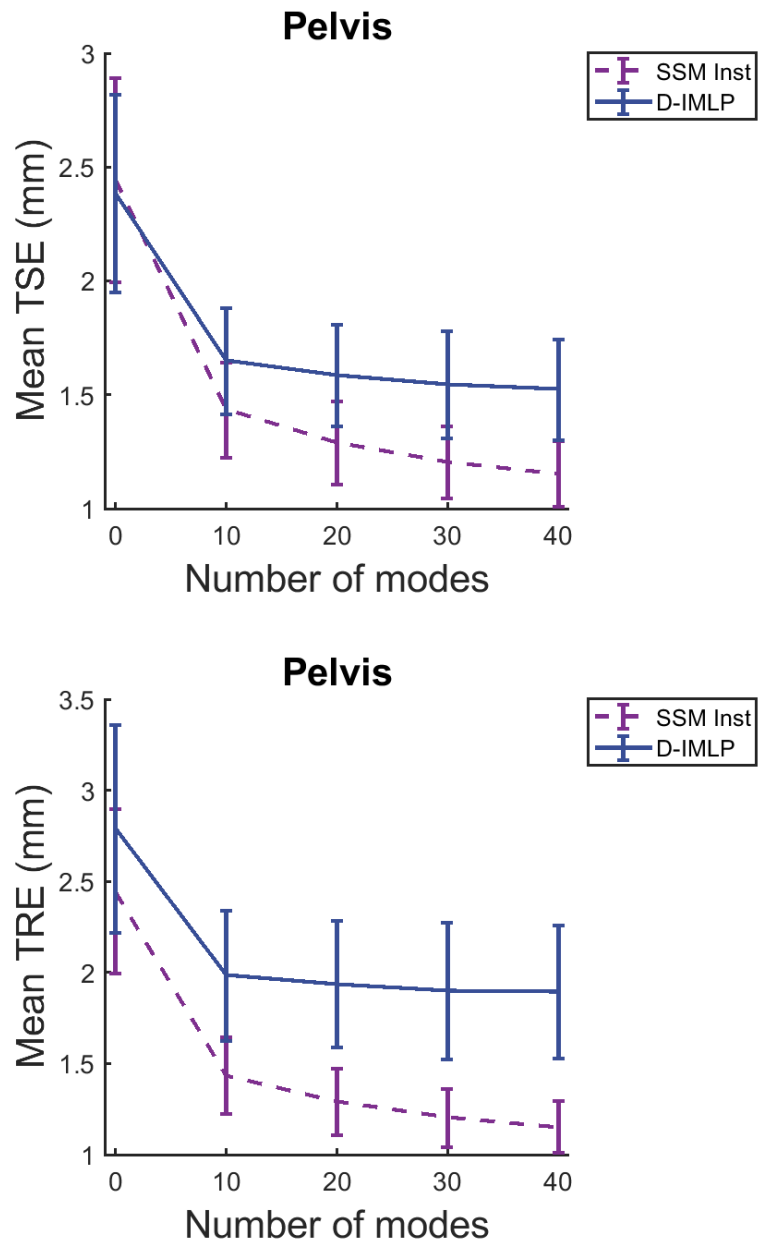 Pelvis
SSM Inst
D-IMLP
Mean TSE (mm)
3
2.5
2
1.5
1
0 10 20 30 40
Number of modes
Pelvis
SSM Inst
D-IMLP
Mean TRE (mm)
3.5
3
2.5
2
1.5
1
0 10 20 30 40
Number of modes